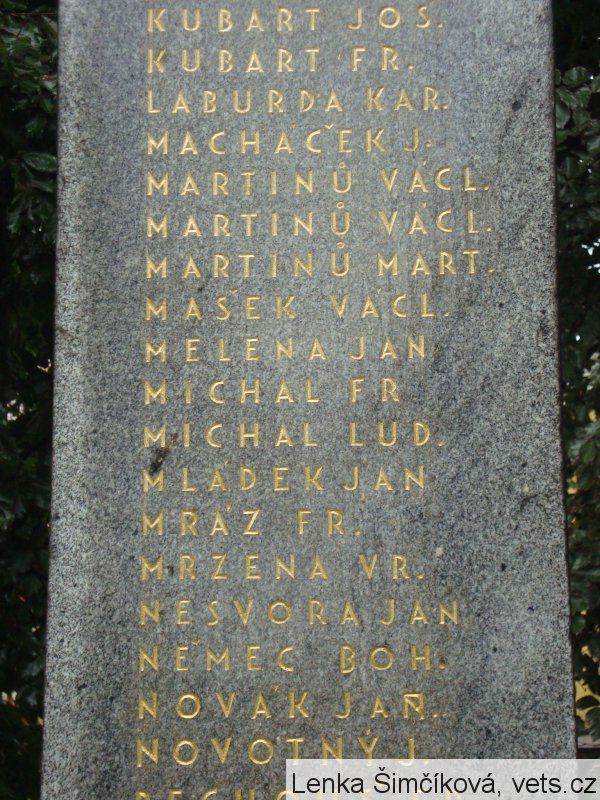 KUBART JOS.
KUBART FR.
LABURDA KAR.
MACHÁČEK J.
MARTINŮ VÁCL.
MARTINŮ VÁCL.
MARTINŮ MART.
MAŠEK VÁCL.
MELENA JAN
MICHAL FR
MICHAL LUD.
MLÁDEK JAN
MRÁZ FR.
MRZENA VR.
NESVORA JAN
NĚMEC BOH.
NOVÁK JAN.
NOVOTNÝ J.
Lenka Šimčíková, vets.cz